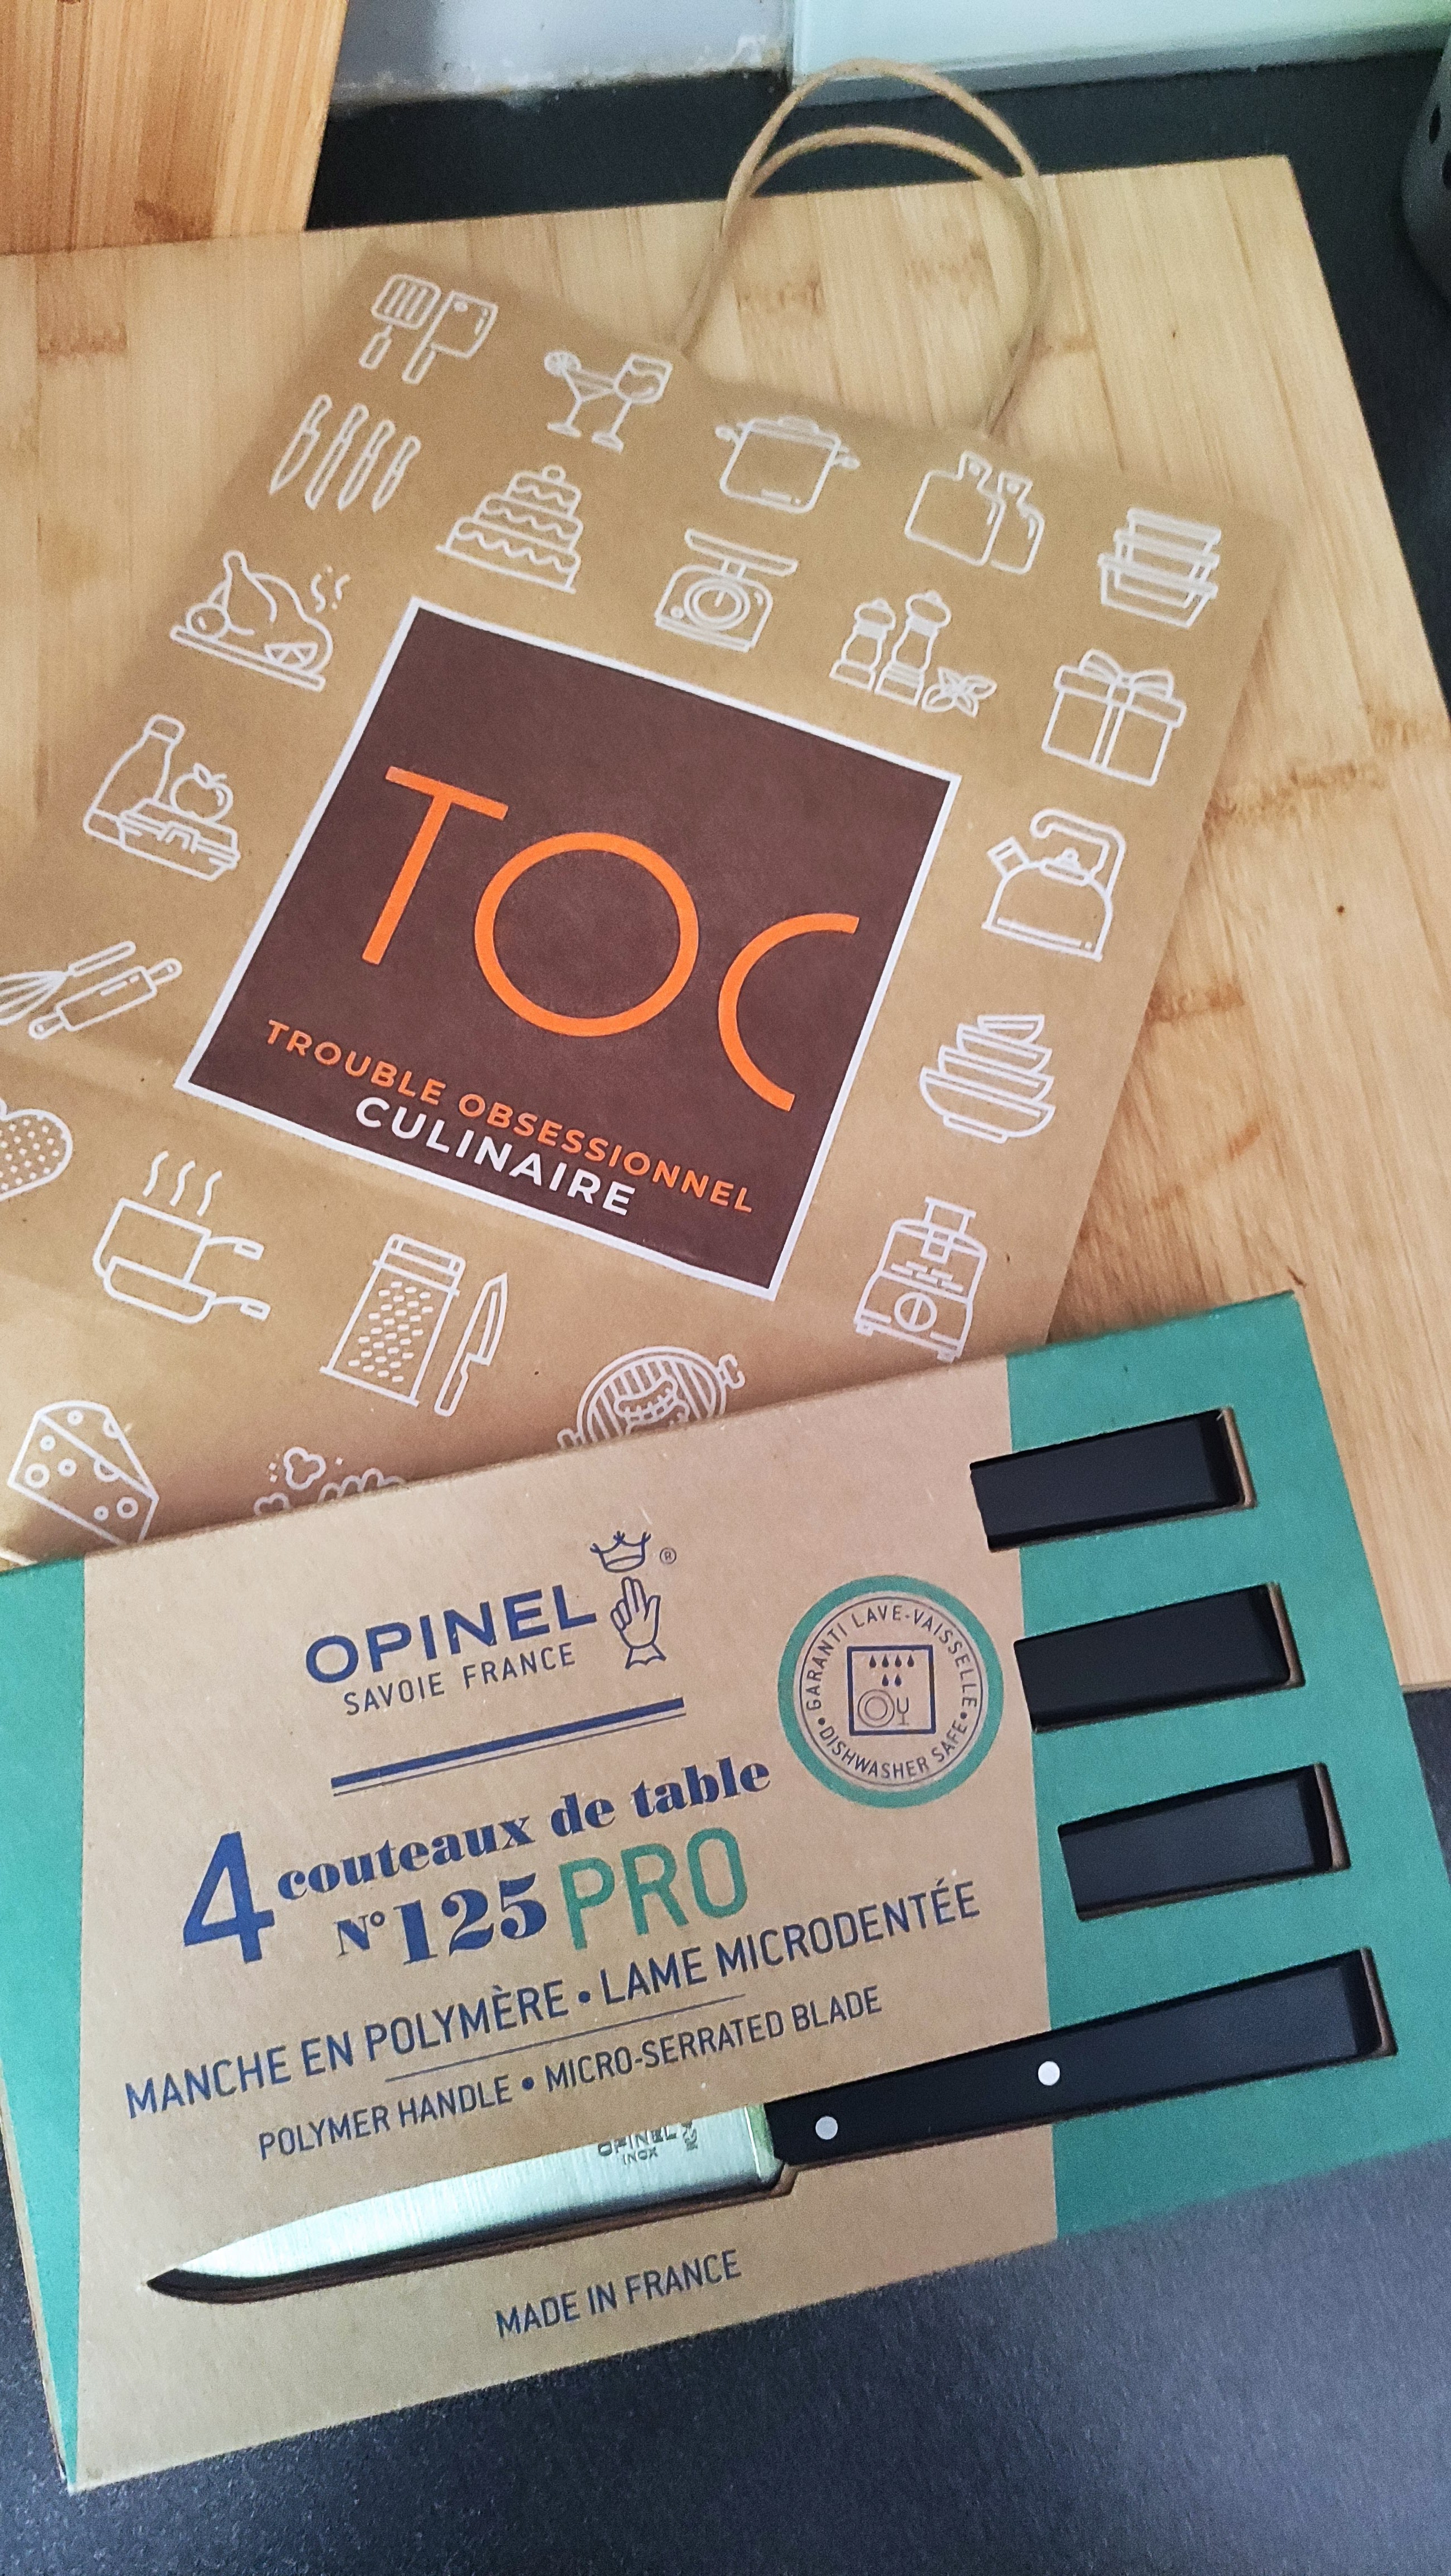 TOC
TROUBLE OBSESSIONNEL
CULINAIRE
OPINEL ®
SAVOIE FRANCE
• GARANTI LAVE-VAISSELLE •
DISHWASHER SAFE
4 couteaux de table
N° 125 PRO
MANCHE EN POLYMÈRE • LAME MICRODENTÉE
POLYMER HANDLE • MICRO-SERRATED BLADE
OPINEL
INOX
MADE IN FRANCE